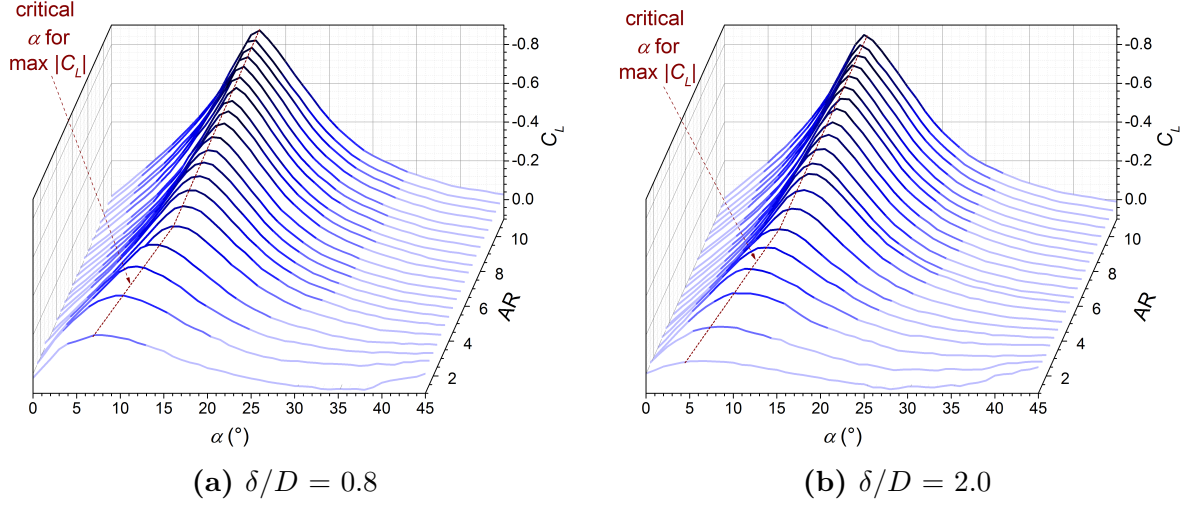 critical
α for
max |C_L|
-0.8
-0.6
-0.4
-0.2
0.0
C_L
10
8
6
4
2
AR
0 5 10 15 20 25 30 35 40 45
α (°)
(a) δ/D = 0.8
critical
α for
max |C_L|
-0.8
-0.6
-0.4
-0.2
0.0
C_L
10
8
6
4
2
AR
0 5 10 15 20 25 30 35 40 45
α (°)
(b) δ/D = 2.0